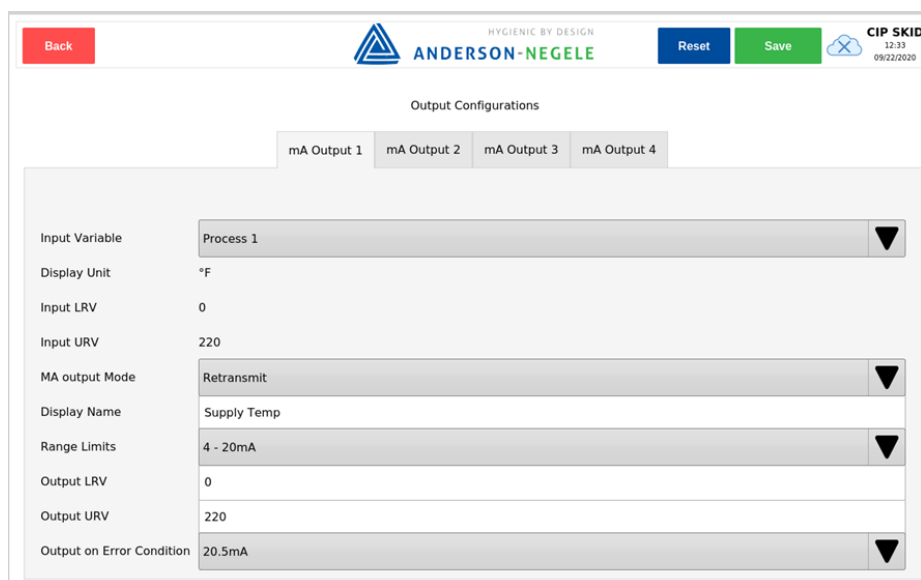 Back
HYGIENIC BY DESIGN
ANDERSON-NEGELE
Reset
Save
CIP SKID
12:33
09/22/2020
Output Configurations
mA Output 1 mA Output 2 mA Output 3 mA Output 4
Input Variable Process 1
Display Unit °F
Input LRV 0
Input URV 220
MA output Mode Retransmit
Display Name Supply Temp
Range Limits 4 - 20mA
Output LRV 0
Output URV 220
Output on Error Condition 20.5mA